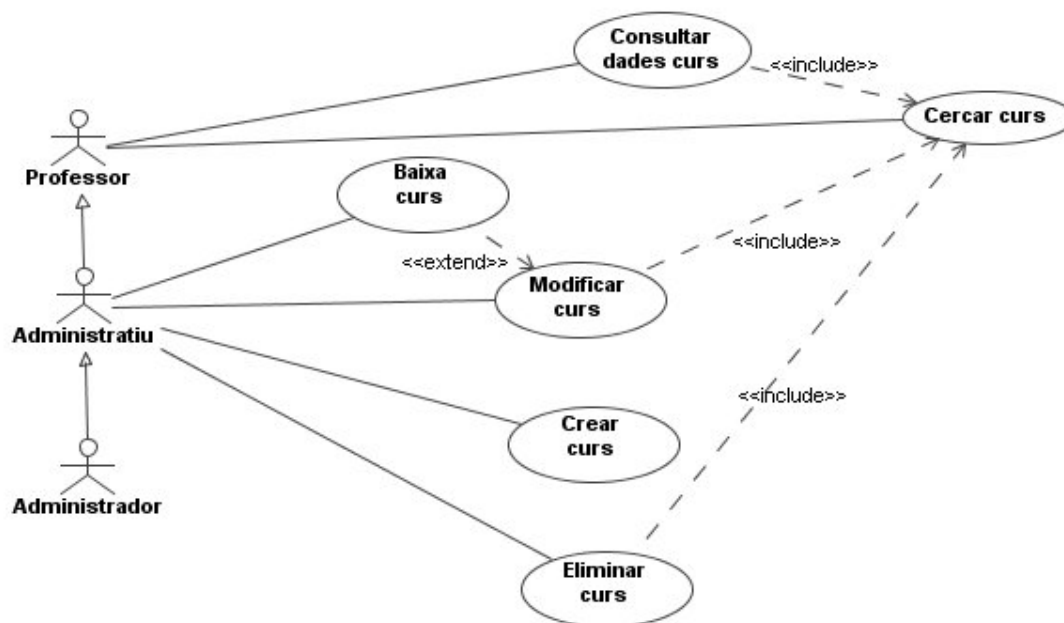 Consultar
dades curs
<<include>>
Cercar curs
Professor
Baixa
curs
<<include>>
<<extend>>
Modificar
curs
Administratiu
<<include>>
Crear
curs
Administrador
Eliminar
curs